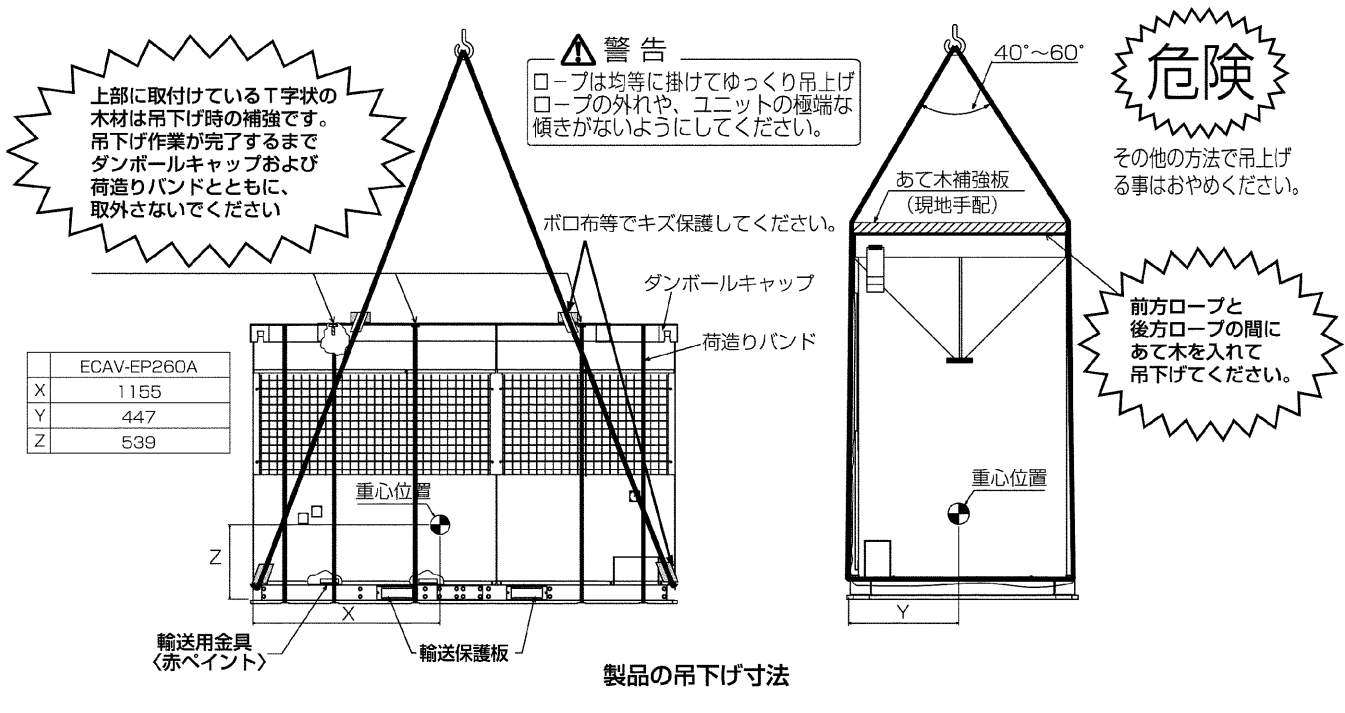 上部に取付けているT字状の
木材は吊下げ時の補強です。
吊下げ作業が完了するまで
ダンボールキャップおよび
荷造りバンドとともに、
取外さないでください
警告
ロープは均等に掛けてゆっくり吊上げ
ロープの外れや、ユニットの極端な
傾きがないようにしてください。
40°～60°
危険
その他の方法で吊上げ
る事はおやめください。
あて木補強板
（現地手配）
ボロ布等でキズ保護してください。
ダンボールキャップ
荷造りバンド
前方ロープと
後方ロープの間に
あて木を入れて
吊下げてください。
ECAV-EP260A
X 1155
Y 447
Z 539
重心位置
重心位置
Z
X
Y
輸送用金具
〈赤ペイント〉
輸送保護板
製品の吊下げ寸法